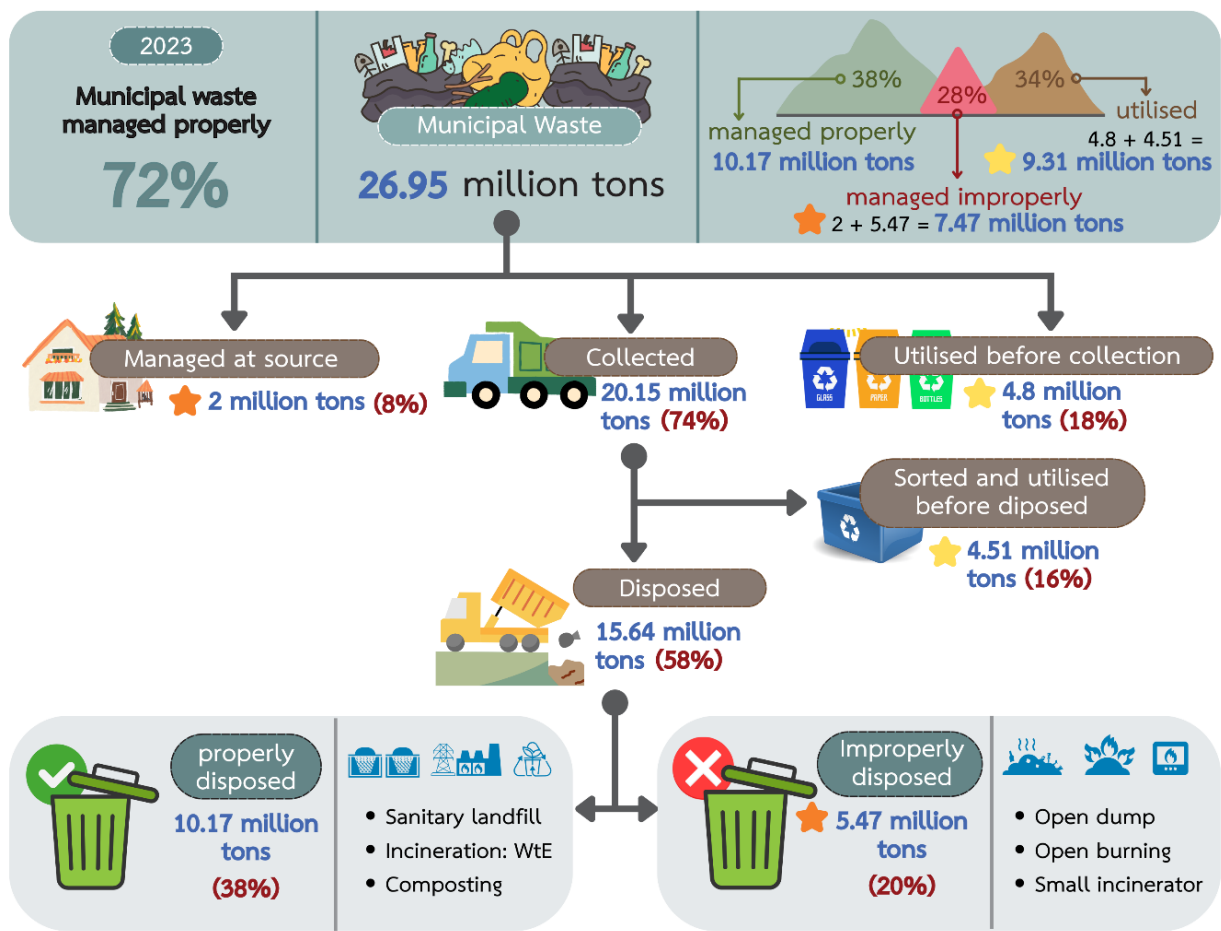 2023
Municipal waste
managed properly
72%
Municipal Waste
26.95 million tons
38%
28%
34%
managed properly
10.17 million tons
utilised
4.8 + 4.51 =
9.31 million tons
managed improperly
2 + 5.47 = 7.47 million tons
Managed at source
2 million tons (8%)
Collected
20.15 million
tons (74%)
GLASS
PAPER
BOTTLES
Utilised before collection
4.8 million
tons (18%)
Sorted and utilised
before diposed
4.51 million
tons (16%)
Disposed
15.64 million
tons (58%)
properly
disposed
10.17 million
tons
(38%)
• Sanitary landfill
• Incineration: WtE
• Composting
Improperly
disposed
5.47 million
tons
(20%)
• Open dump
• Open burning
• Small incinerator